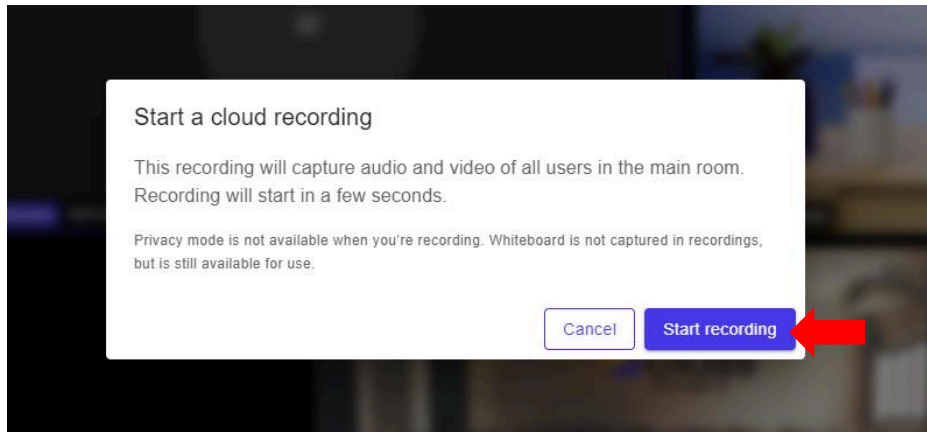 Start a cloud recording
This recording will capture audio and video of all users in the main room.
Recording will start in a few seconds.
Privacy mode is not available when you're recording. Whiteboard is not captured in recordings,
but is still available for use.
Cancel Start recording